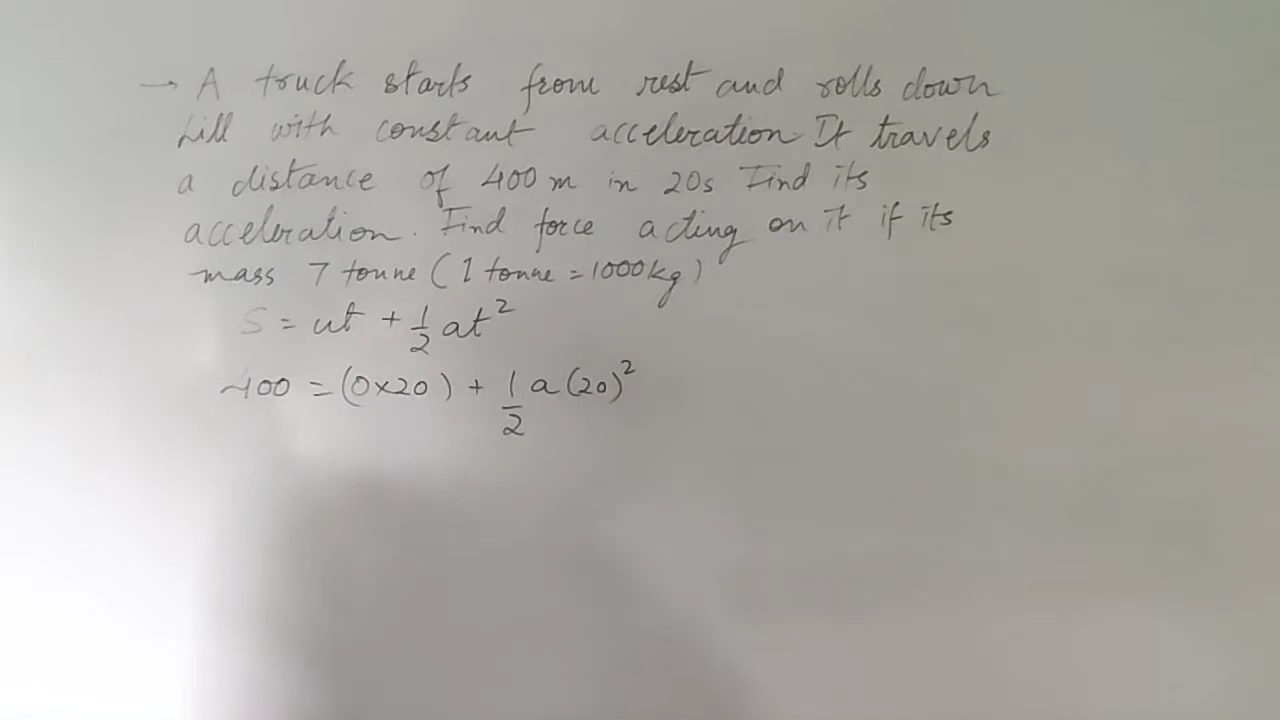 → A truck starts from rest and rolls down
hill with constant acceleration It travels
a distance of 400 m in 20s Find its
acceleration. Find force acting on it if its
mass 7 tonne ( 1 tonne = 1000kg)
S = ut + 1/2 at²
400 = (0×20) + 1/2 a (20)²